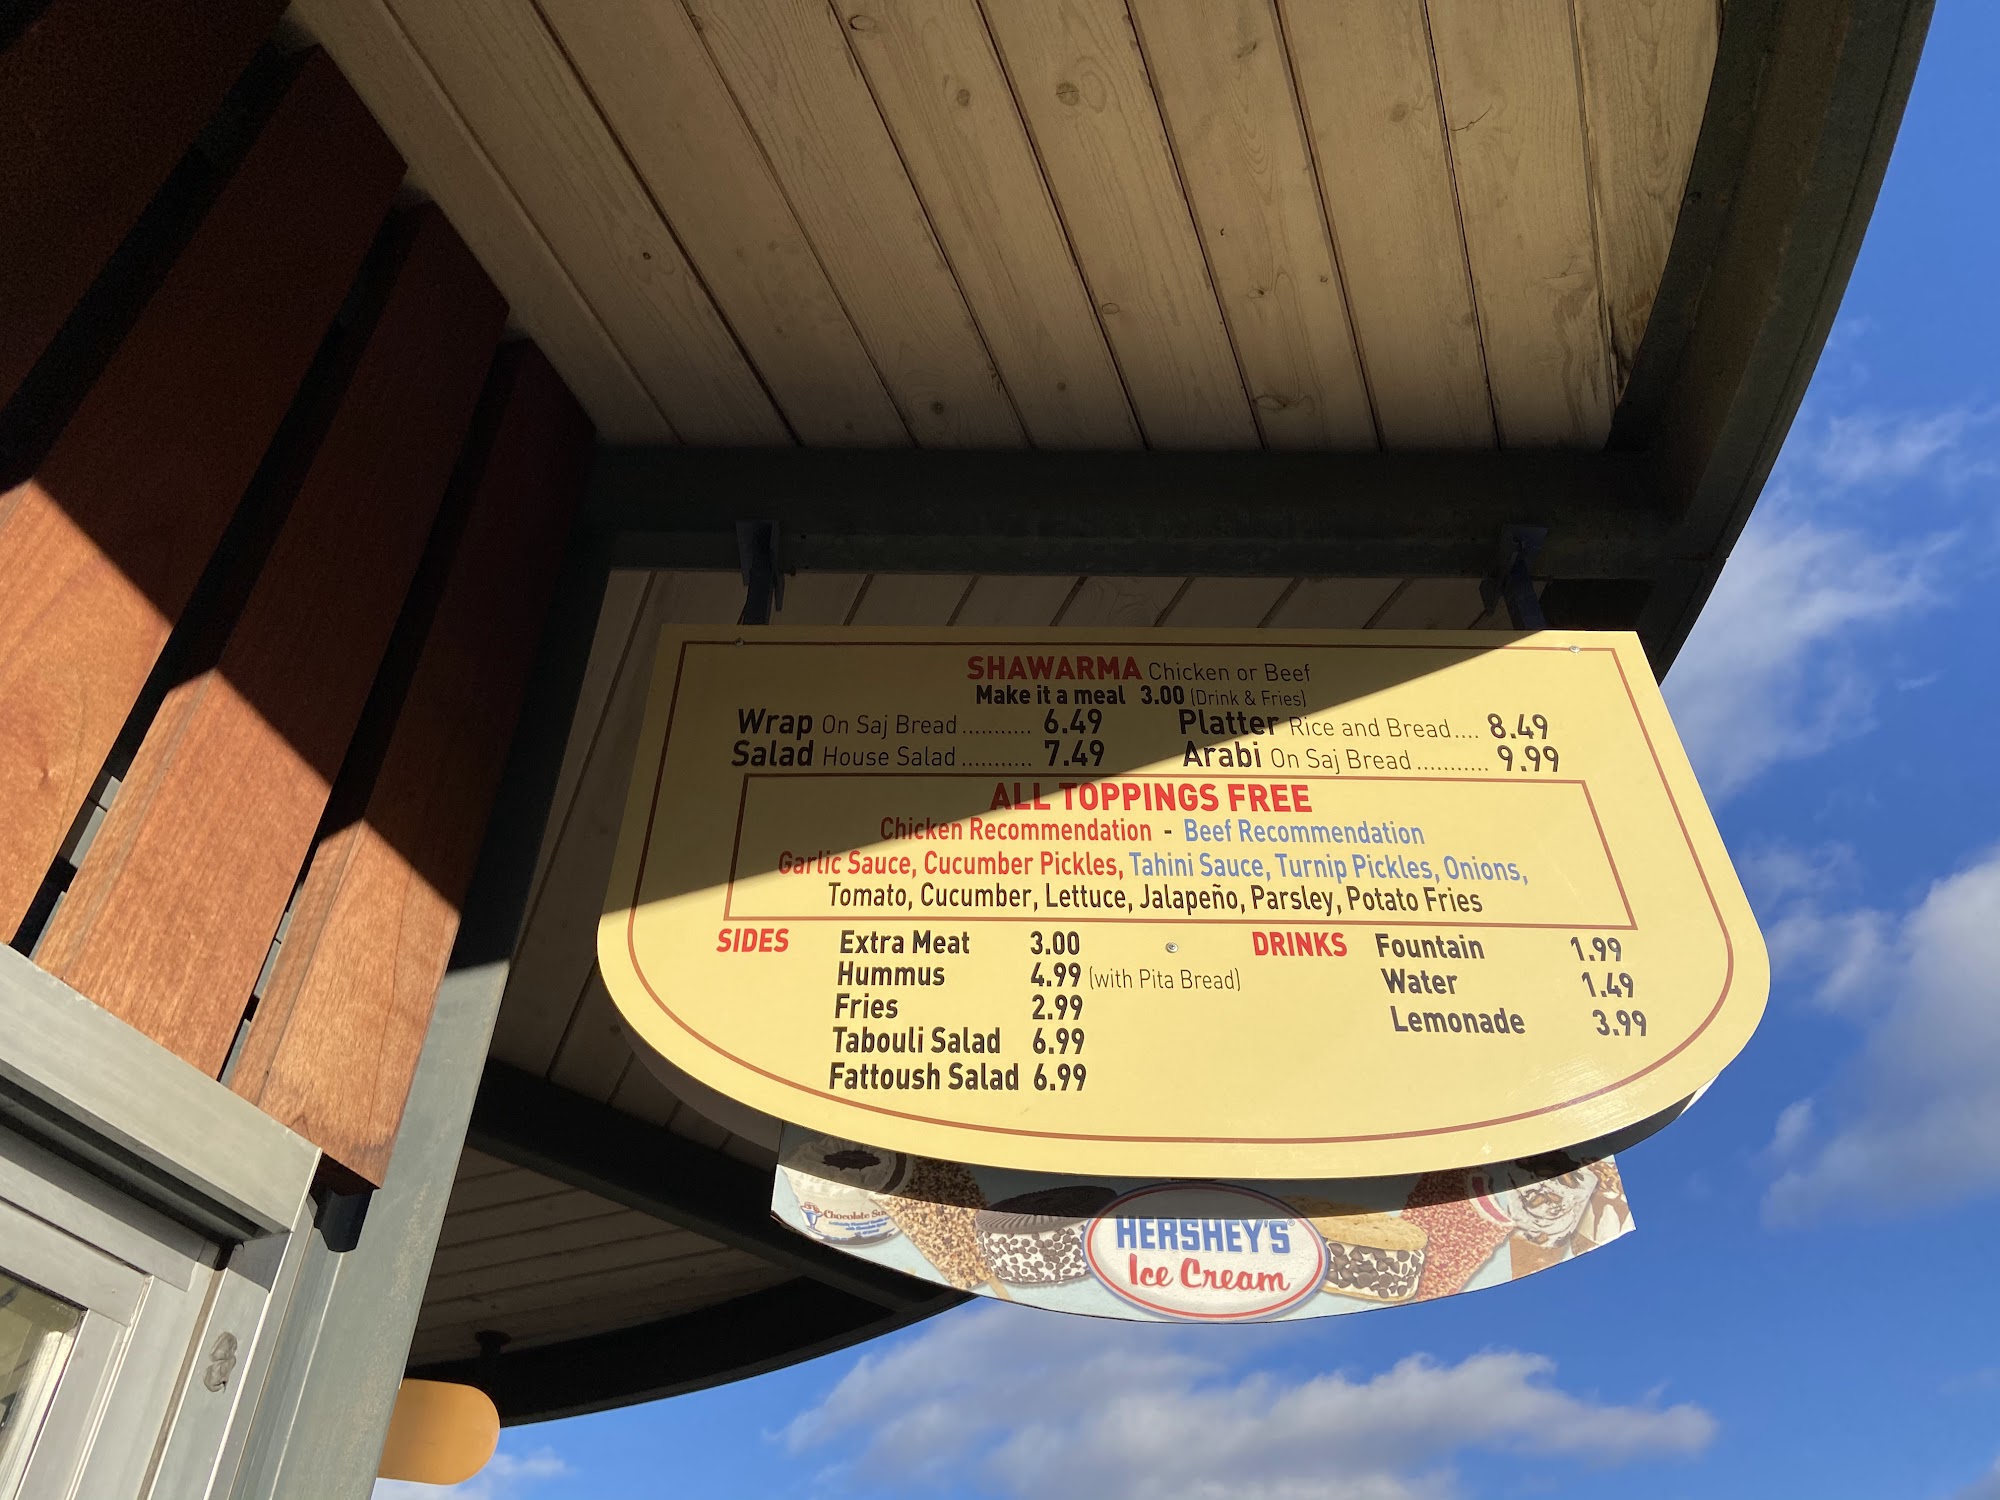 SHAWARMA Chicken or Beef
Make it a meal 3.00 (Drink & Fries)
Wrap On Saj Bread ........... 6.49 Platter Rice and Bread .... 8.49
Salad House Salad ........... 7.49 Arabi On Saj Bread ........... 9.99
ALL TOPPINGS FREE
Chicken Recommendation - Beef Recommendation
Garlic Sauce, Cucumber Pickles, Tahini Sauce, Turnip Pickles, Onions,
Tomato, Cucumber, Lettuce, Jalapeño, Parsley, Potato Fries
SIDES Extra Meat 3.00
Hummus 4.99 (with Pita Bread)
Fries 2.99
Tabouli Salad 6.99
Fattoush Salad 6.99
DRINKS Fountain 1.99
Water 1.49
Lemonade 3.99
Chocolate
HERSHEY'S
Ice Cream